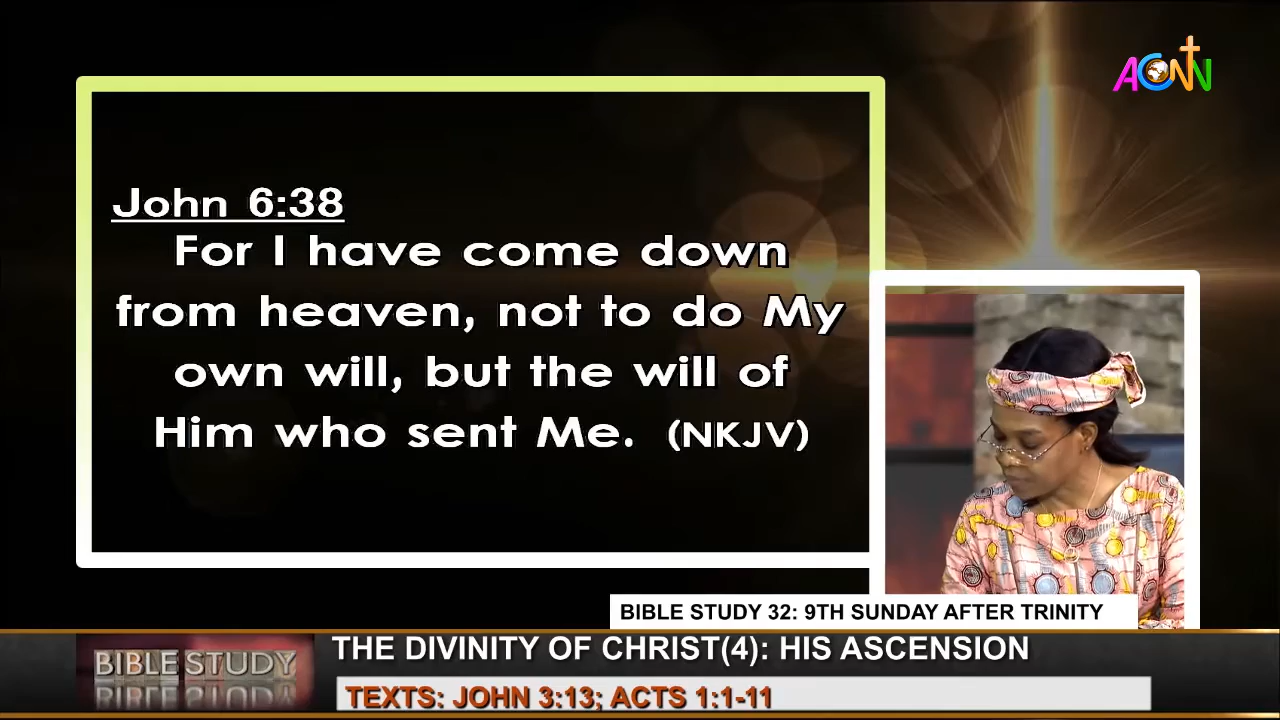 ACNN
John 6:38
For I have come down
from heaven, not to do My
own will, but the will of
Him who sent Me. (NKJV)
BIBLE STUDY 32: 9TH SUNDAY AFTER TRINITY
BIBLE STUDY
THE DIVINITY OF CHRIST(4): HIS ASCENSION
TEXTS: JOHN 3:13; ACTS 1:1-11